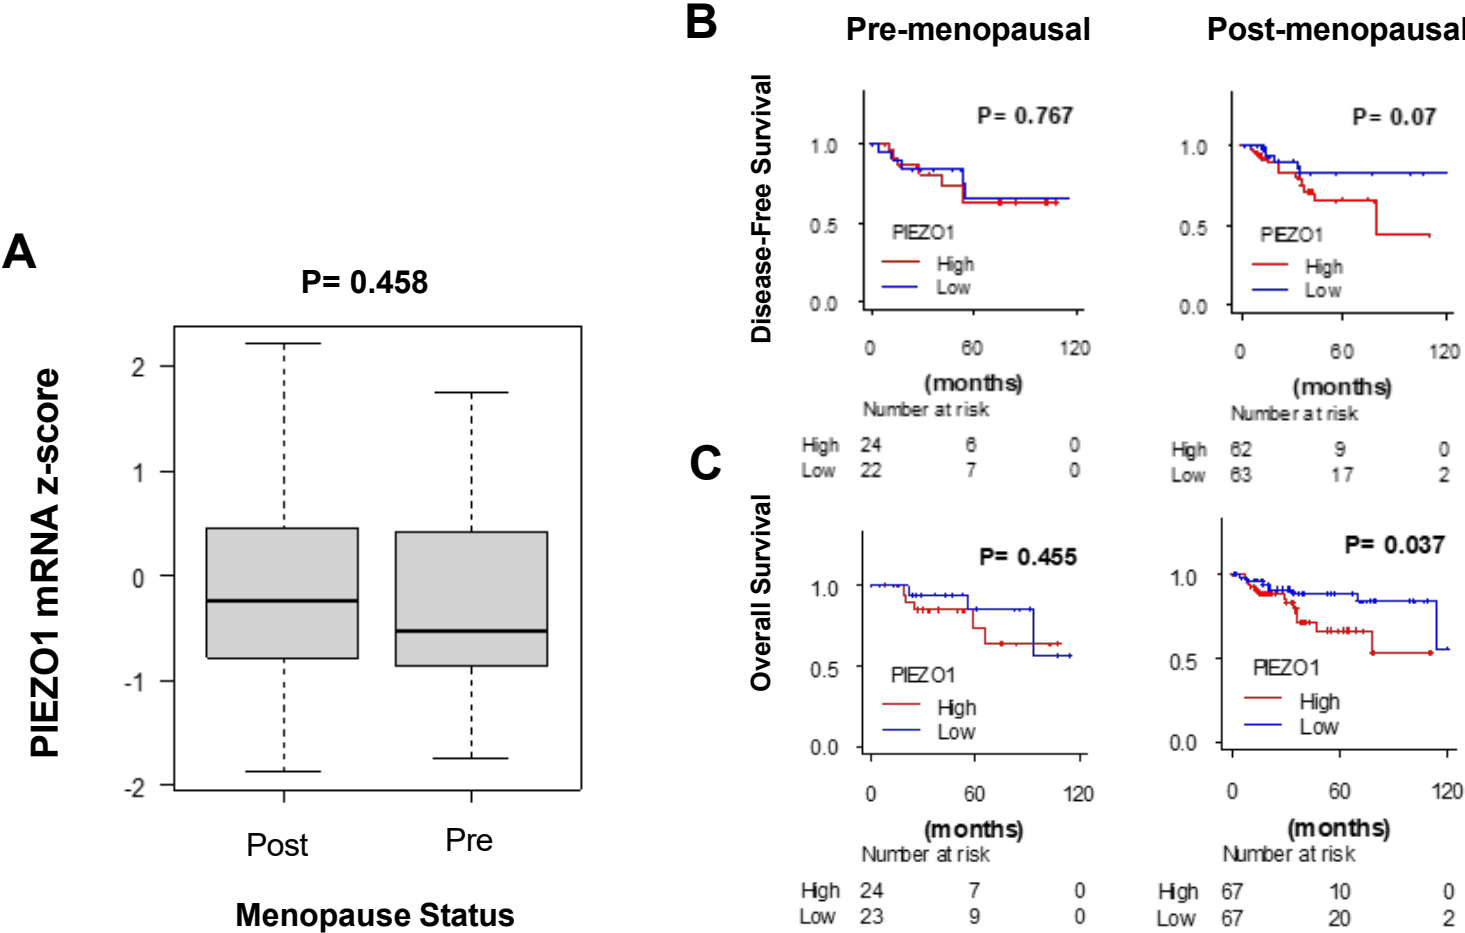 A
P= 0.458
PIEZO1 mRNA z-score
2
1
0
-1
-2
Post Pre
Menopause Status
B
Pre-menopausal Post-menopausal
Disease-Free Survival
P= 0.767
1.0
0.5
0.0
PIEZO1
High
Low
0 60 120
(months)
Number at risk
High 24 6 0
Low 22 7 0
P= 0.07
1.0
0.5
0.0
PIEZO1
High
Low
0 60 120
(months)
Number at risk
High 62 9 0
Low 63 17 2
C
Overall Survival
P= 0.455
1.0
0.5
0.0
PIEZO1
High
Low
0 60 120
(months)
Number at risk
High 24 7 0
Low 23 9 0
P= 0.037
1.0
0.5
0.0
PIEZO1
High
Low
0 60 120
(months)
Number at risk
High 67 10 0
Low 67 20 2